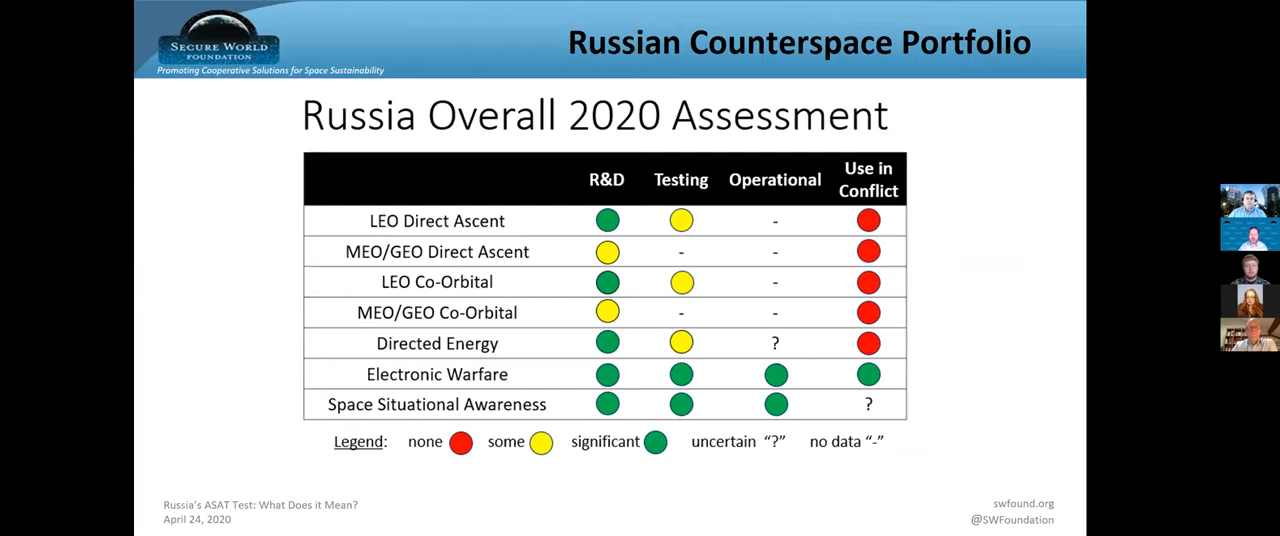 SECURE WORLD
FOUNDATION
Promoting Cooperative Solutions for Space Sustainability
Russian Counterspace Portfolio
Russia Overall 2020 Assessment
R&D Testing Operational Use in Conflict
LEO Direct Ascent -
MEO/GEO Direct Ascent - -
LEO Co-Orbital -
MEO/GEO Co-Orbital - -
Directed Energy ?
Electronic Warfare
Space Situational Awareness ?
Legend: none some significant uncertain “?” no data “-”
Russia's ASAT Test: What Does it Mean?
April 24, 2020
swfound.org
@SWFoundation